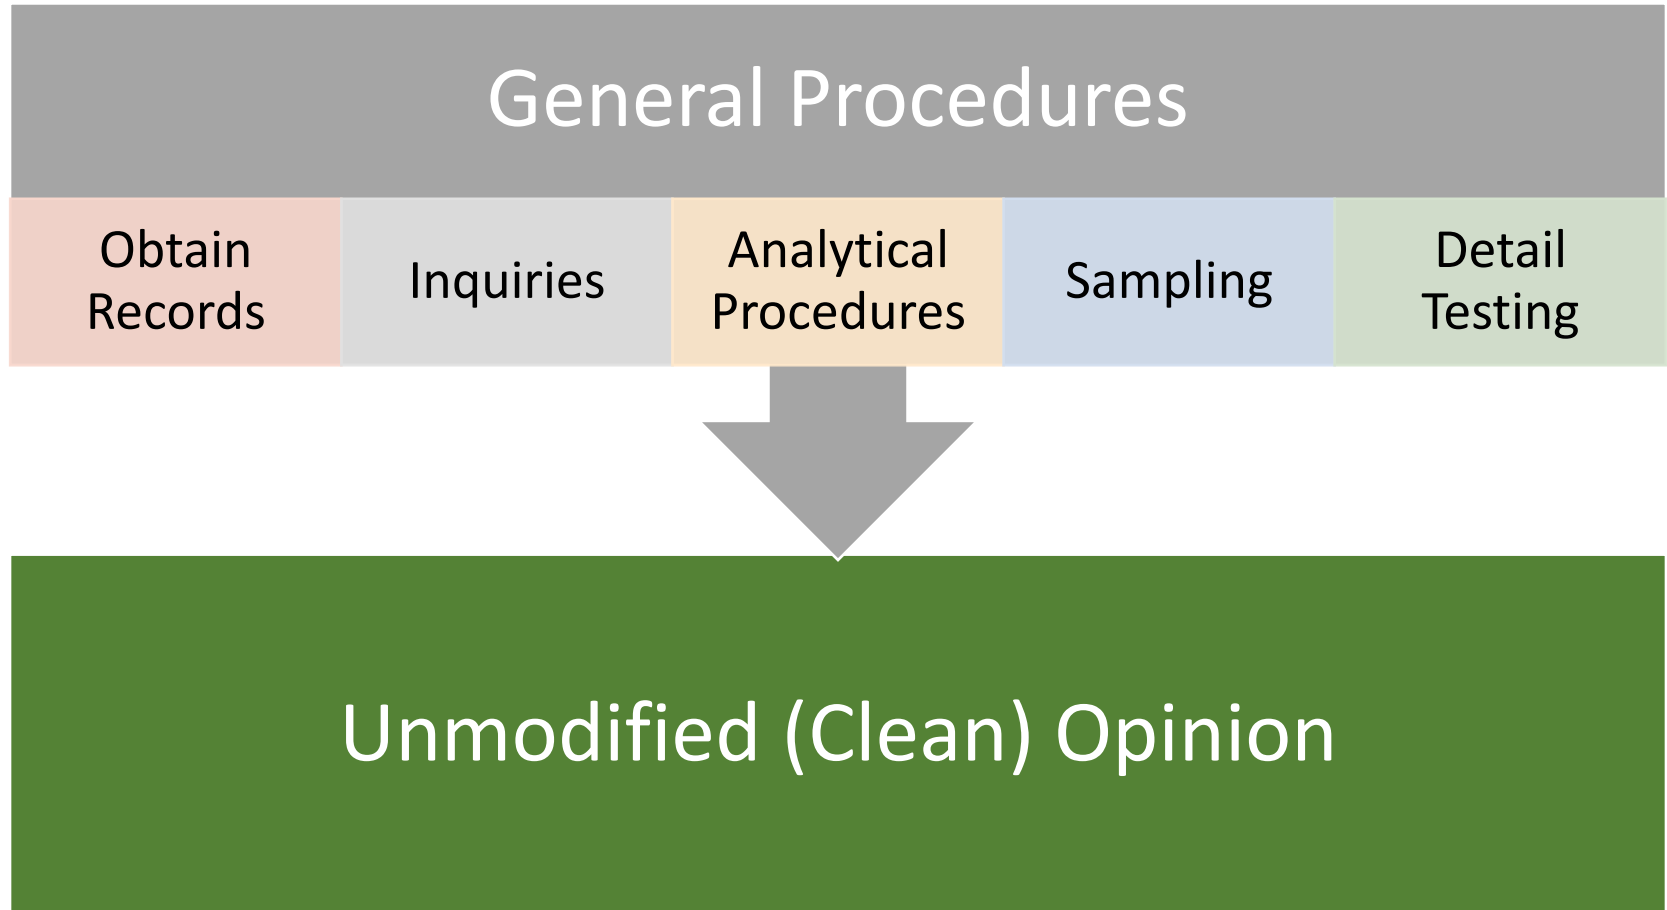 General Procedures
Obtain
Records
Inquiries
Analytical
Procedures
Sampling
Detail
Testing
Unmodified (Clean) Opinion